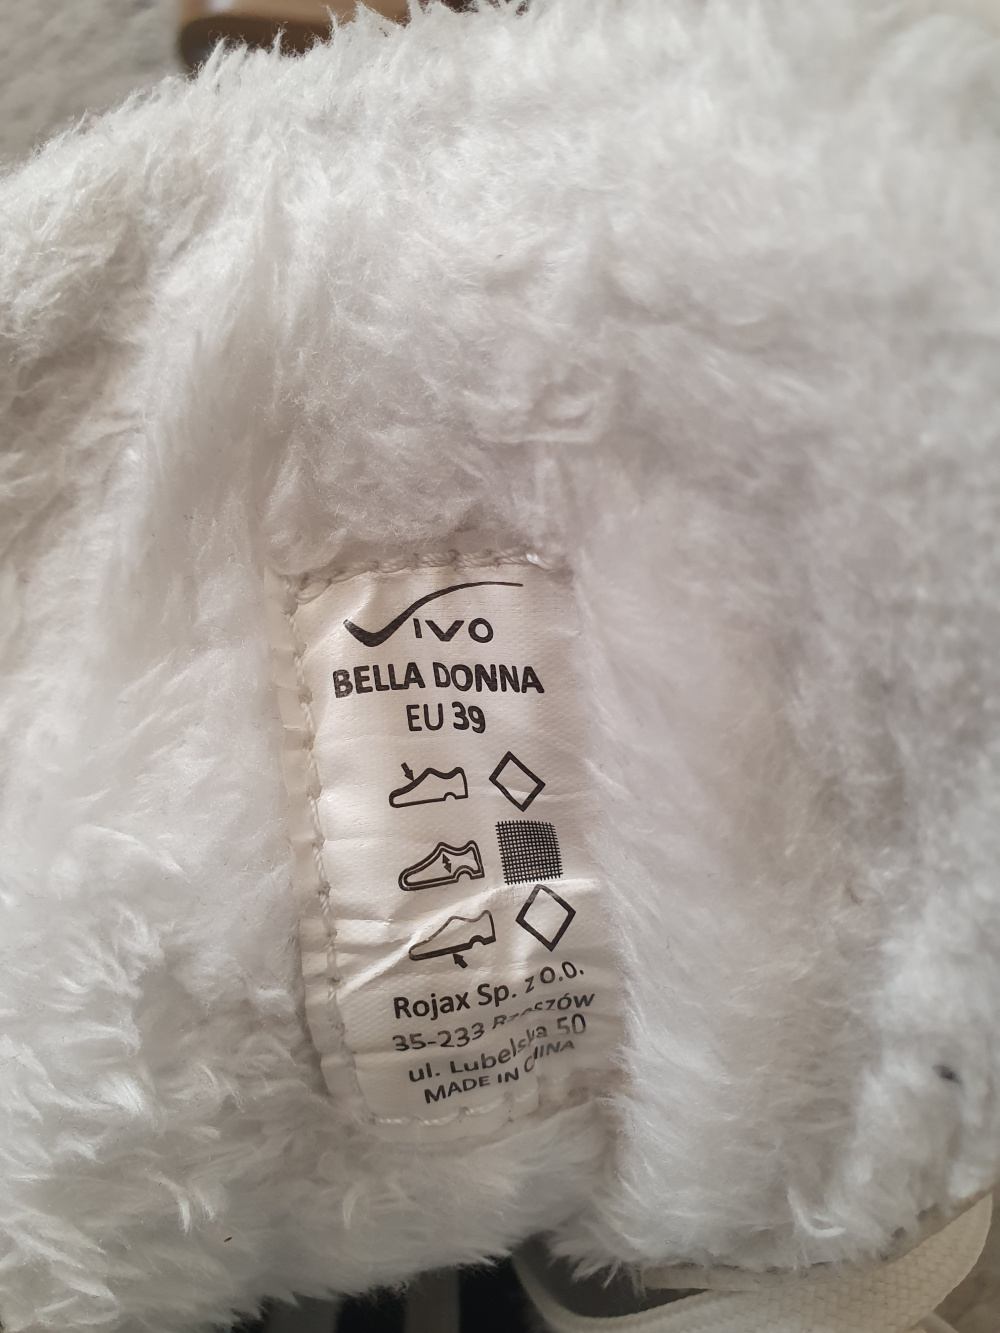 VIVO
BELLA DONNA
EU 39
Rojax Sp. z o.o.
35-233 Rzeszów
ul. Lubelska 50
MADE IN CHINA